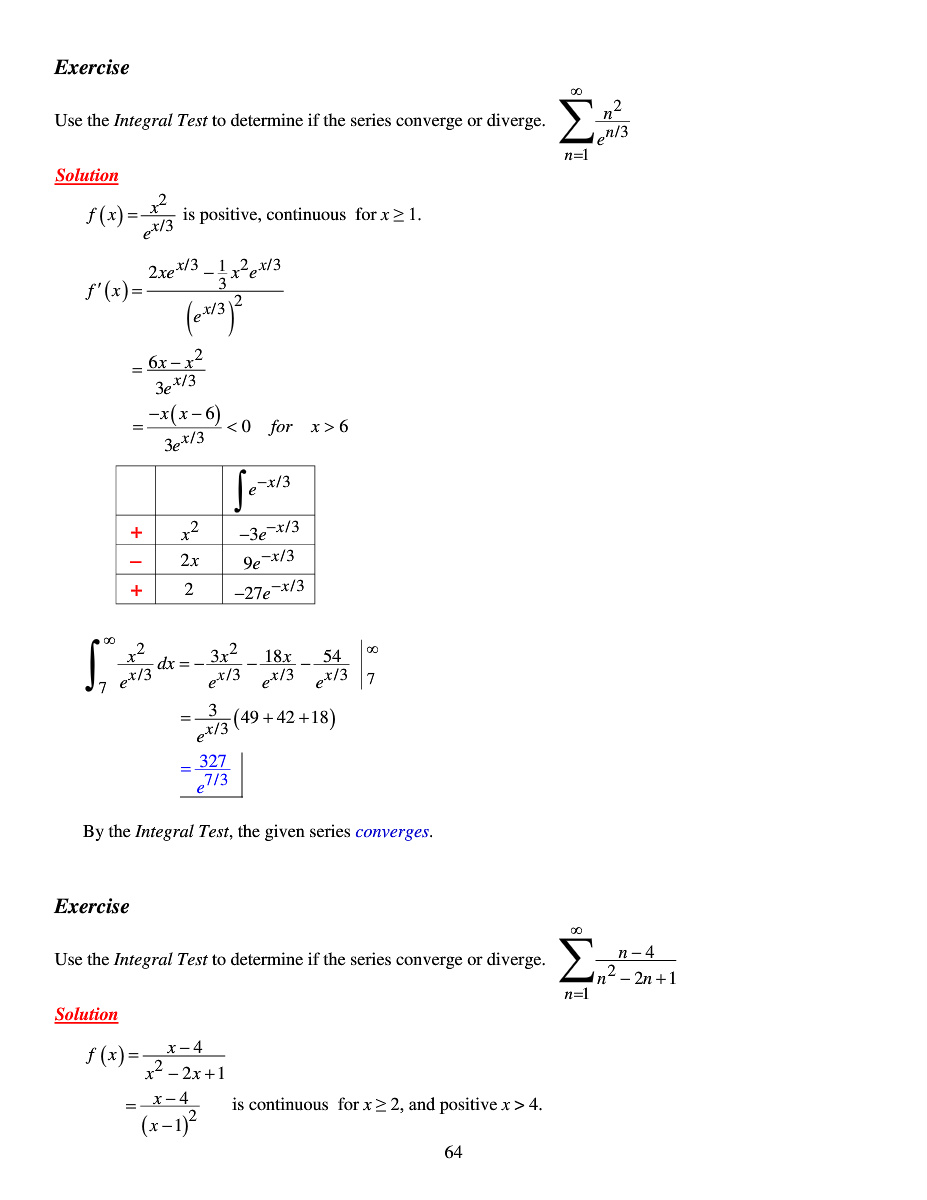 Exercise
Use the Integral Test to determine if the series converge or diverge. \sum_{n=1}^{\infty} \frac{n^2}{e^{n/3}}
Solution
f(x) = \frac{x^2}{e^{x/3}} is positive, continuous for x ≥ 1.
f'(x) = \frac{2xe^{x/3} - \frac{1}{3}x^2e^{x/3}}{(e^{x/3})^2}
= \frac{6x - x^2}{3e^{x/3}}
= \frac{-x(x-6)}{3e^{x/3}} < 0 for x > 6
\int e^{-x/3}
+ x^2 -3e^{-x/3}
− 2x 9e^{-x/3}
+ 2 -27e^{-x/3}
\int_7^{\infty} \frac{x^2}{e^{x/3}} dx = -\frac{3x^2}{e^{x/3}} - \frac{18x}{e^{x/3}} - \frac{54}{e^{x/3}} \Big|_7^{\infty}
= \frac{3}{e^{x/3}}(49 + 42 + 18)
= \frac{327}{e^{7/3}}
By the Integral Test, the given series converges.
Exercise
Use the Integral Test to determine if the series converge or diverge. \sum_{n=1}^{\infty} \frac{n-4}{n^2 - 2n + 1}
Solution
f(x) = \frac{x-4}{x^2 - 2x + 1}
= \frac{x-4}{(x-1)^2} is continuous for x ≥ 2, and positive x > 4.
64